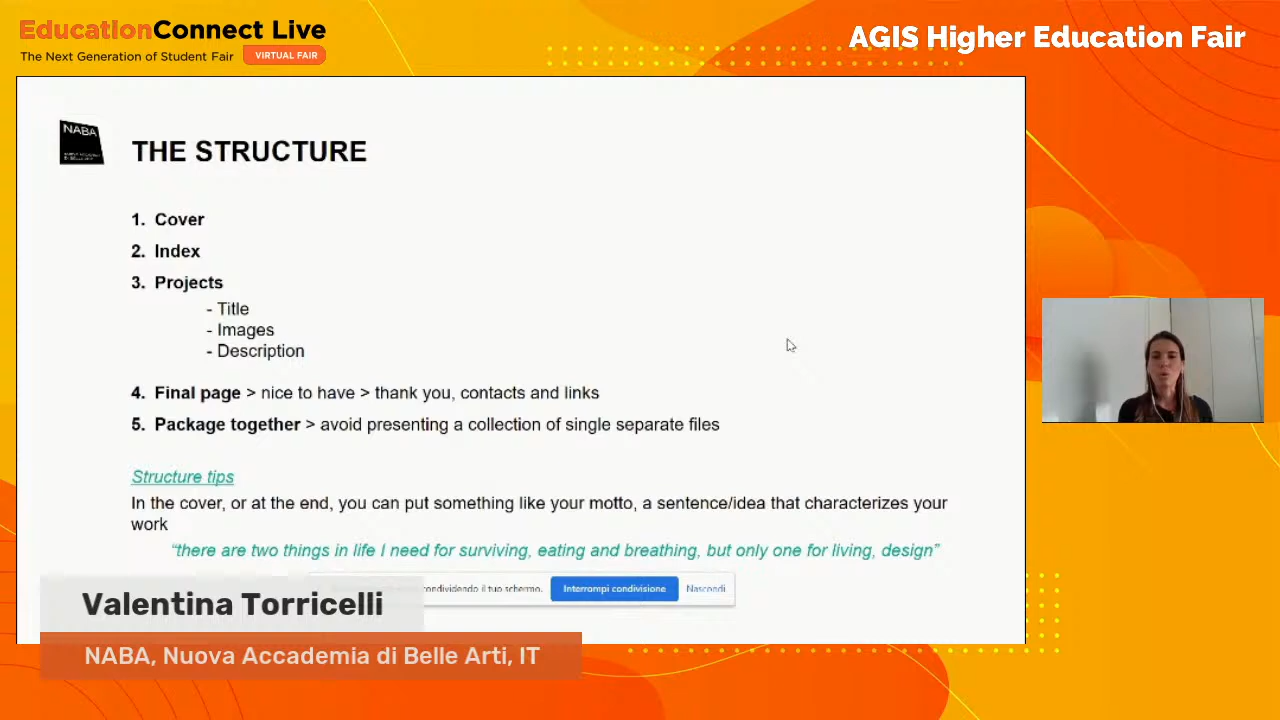 EducationConnect Live
The Next Generation of Student Fair
VIRTUAL FAIR
AGIS Higher Education Fair
NABA
THE STRUCTURE
1. Cover
2. Index
3. Projects
- Title
- Images
- Description
4. Final page > nice to have > thank you, contacts and links
5. Package together > avoid presenting a collection of single separate files
Structure tips
In the cover, or at the end, you can put something like your motto, a sentence/idea that characterizes your
work
“there are two things in life I need for surviving, eating and breathing, but only one for living, design”
condividendo il tuo schermo.
Interrompi condivisione
Nascondi
Valentina Torricelli
NABA, Nuova Accademia di Belle Arti, IT